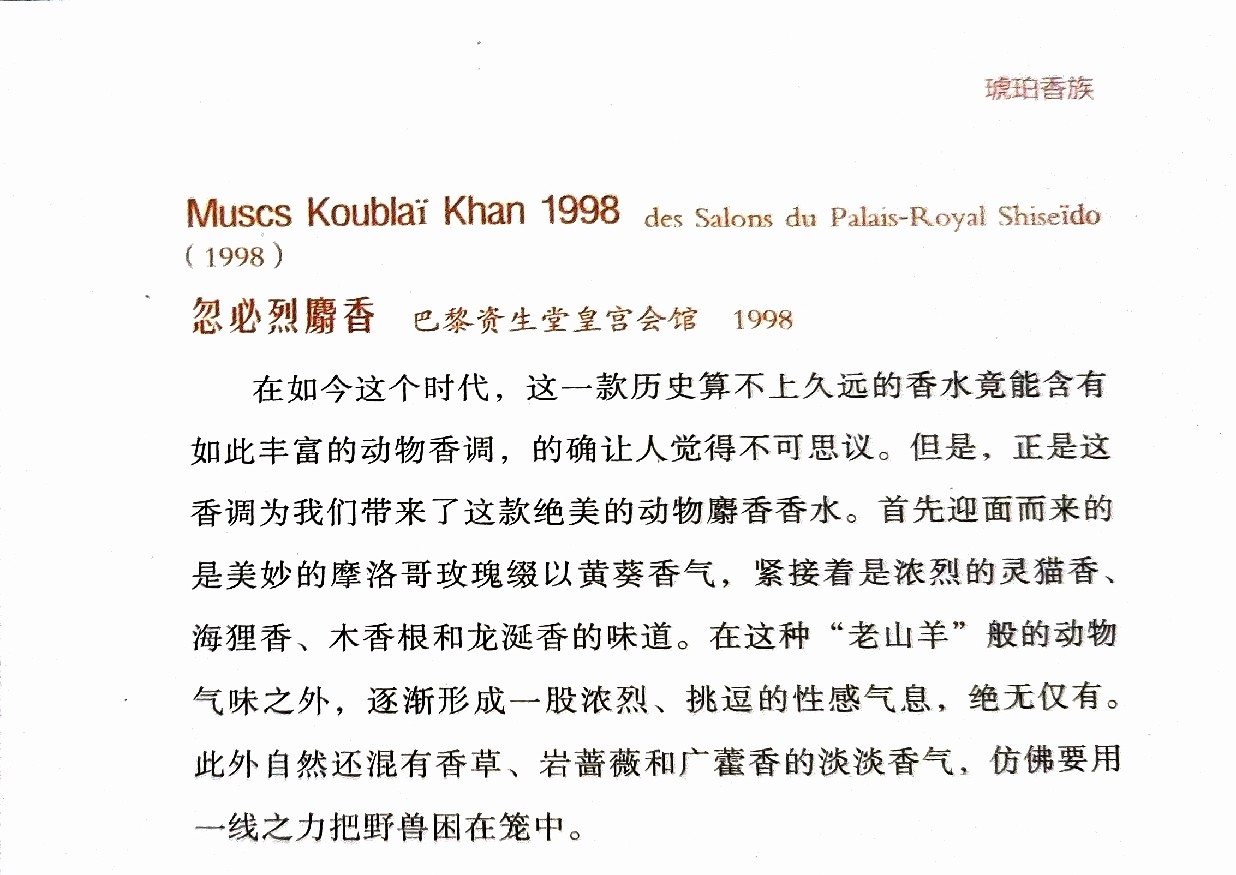 琥珀香族
Muscs Koublaï Khan 1998 des Salons du Palais-Royal Shiseïdo
（1998）
忽必烈麝香 巴黎资生堂皇宫会馆 1998
在如今这个时代，这一款历史算不上久远的香水竟能含有
如此丰富的动物香调，的确让人觉得不可思议。但是，正是这
香调为我们带来了这款绝美的动物麝香香水。首先迎面而来的
是美妙的摩洛哥玫瑰缀以黄葵香气，紧接着是浓烈的灵猫香、
海狸香、木香根和龙涎香的味道。在这种“老山羊”般的动物
气味之外，逐渐形成一股浓烈、挑逗的性感气息，绝无仅有。
此外自然还混有香草、岩蔷薇和广藿香的淡淡香气，仿佛要用
一线之力把野兽困在笼中。